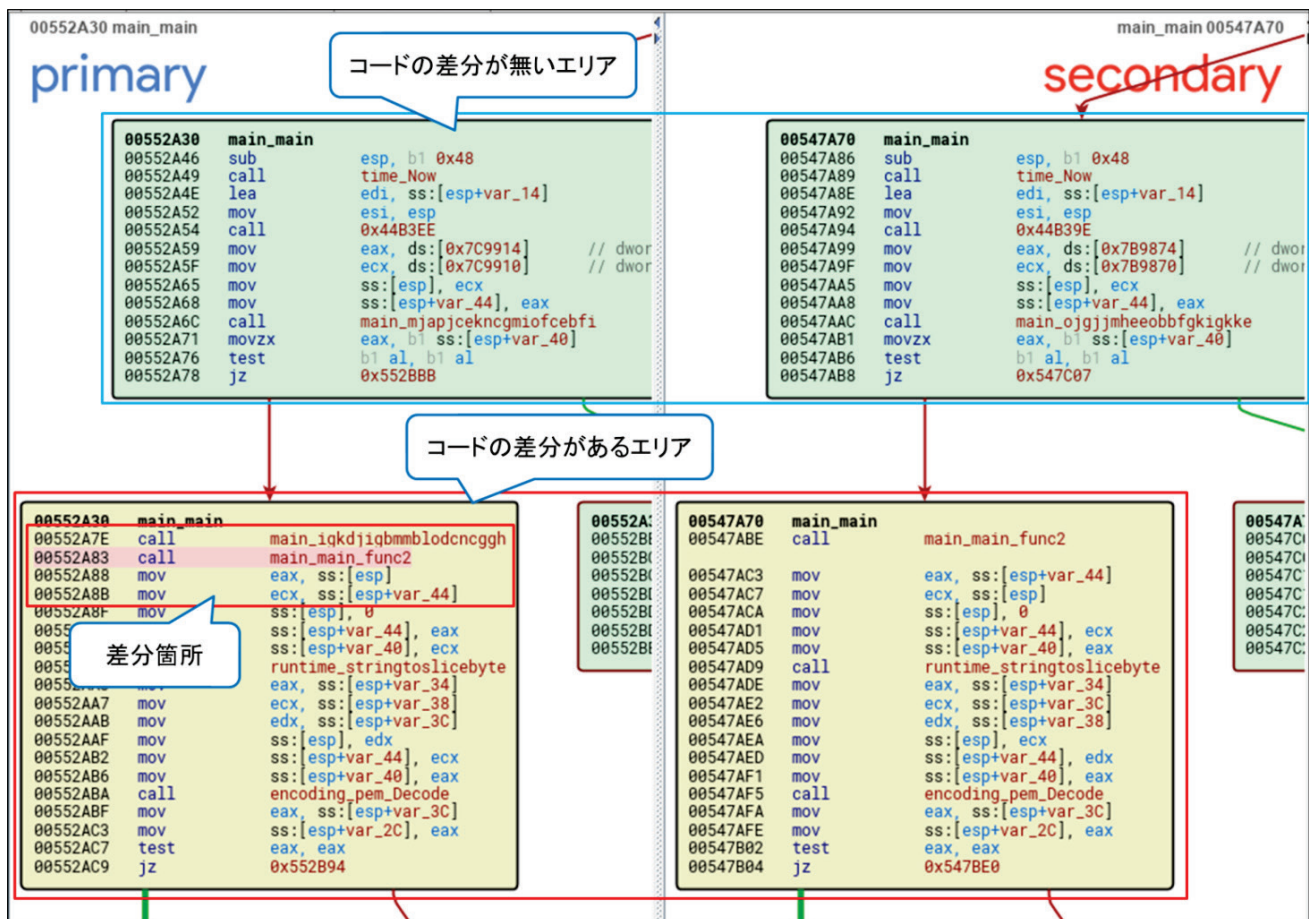 00552A30 main_main
main_main 00547A70
primary
secondary
コードの差分が無いエリア
00552A30 main_main
00552A46 sub esp, b1 0x48
00552A49 call time_Now
00552A4E lea edi, ss:[esp+var_14]
00552A52 mov esi, esp
00552A54 call 0x44B3EE
00552A59 mov eax, ds:[0x7C9914] // dwor
00552A5F mov ecx, ds:[0x7C9910] // dwor
00552A65 mov ss:[esp], ecx
00552A68 mov ss:[esp+var_44], eax
00552A6C call main_mjapjcekncgmiofcebfi
00552A71 movzx eax, b1 ss:[esp+var_40]
00552A76 test b1 al, b1 al
00552A78 jz 0x552BBB
00547A70 main_main
00547A86 sub esp, b1 0x48
00547A89 call time_Now
00547A8E lea edi, ss:[esp+var_14]
00547A92 mov esi, esp
00547A94 call 0x44B39E
00547A99 mov eax, ds:[0x7B9874] // dwor
00547A9F mov ecx, ds:[0x7B9870] // dwor
00547AA5 mov ss:[esp], ecx
00547AA8 mov ss:[esp+var_44], eax
00547AAC call main_ojgjjmheeobbfgkigkke
00547AB1 movzx eax, b1 ss:[esp+var_40]
00547AB6 test b1 al, b1 al
00547AB8 jz 0x547C07
コードの差分があるエリア
00552A30 main_main
00552A7E call main_igkdjigbmmblodcncggh
00552A83 call main_main_func2
00552A88 mov eax, ss:[esp]
00552A8B mov ecx, ss:[esp+var_44]
00552A8F mov ss:[esp], 0
ss:[esp+var_44], eax
ss:[esp+var_40], ecx
runtime_stringtoslicebyte
eax, ss:[esp+var_34]
00552AA7 mov ecx, ss:[esp+var_38]
00552AAB mov edx, ss:[esp+var_3C]
00552AAF mov ss:[esp], edx
00552AB2 mov ss:[esp+var_44], ecx
00552AB6 mov ss:[esp+var_40], eax
00552ABA call encoding_pem_Decode
00552ABF mov eax, ss:[esp+var_3C]
00552AC3 mov ss:[esp+var_2C], eax
00552AC7 test eax, eax
00552AC9 jz 0x552B94
差分箇所
00547A70 main_main
00547ABE call main_main_func2
00547AC3 mov eax, ss:[esp+var_44]
00547AC7 mov ecx, ss:[esp]
00547ACA mov ss:[esp], 0
00547AD1 mov ss:[esp+var_44], ecx
00547AD5 mov ss:[esp+var_40], eax
00547AD9 call runtime_stringtoslicebyte
00547ADE mov eax, ss:[esp+var_34]
00547AE2 mov ecx, ss:[esp+var_3C]
00547AE6 mov edx, ss:[esp+var_38]
00547AEA mov ss:[esp], ecx
00547AED mov ss:[esp+var_44], edx
00547AF1 mov ss:[esp+var_40], eax
00547AF5 call encoding_pem_Decode
00547AFA mov eax, ss:[esp+var_3C]
00547AFE mov ss:[esp+var_2C], eax
00547B02 test eax, eax
00547B04 jz 0x547BE0